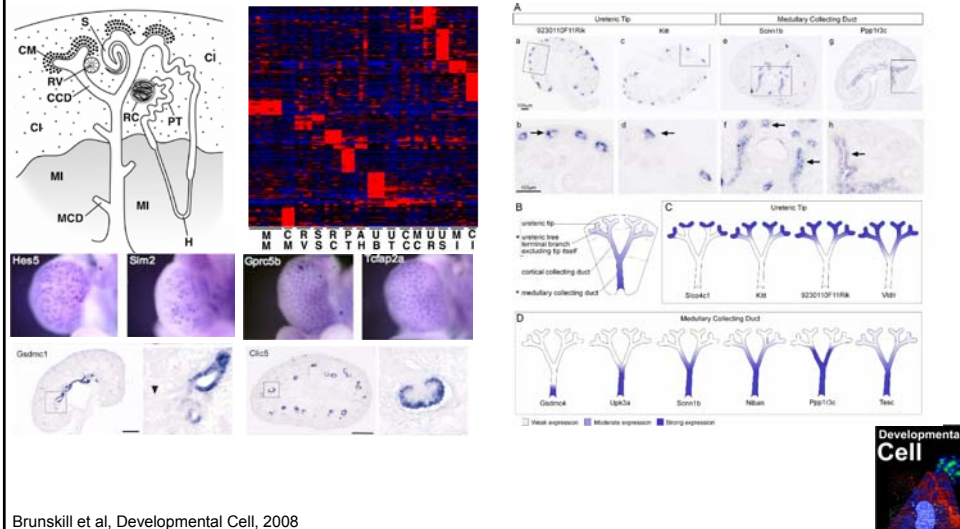 S
CM
CI
RV
CCD
RC
PT
CI
MI
MI
MCD
H
M C R S R P A U U C M U U M C
M M V S C T H B T C C R S I I
Hes5
Sim2
Gprc5b
Tcfap2a
Gsdmc1
Clic5
A
Ureteric Tip
Medullary Collecting Duct
9230110F11Rik
Kitl
Scnn1b
Ppp1r3c
a
c
e
g
b
d
f
h
B
ureteric tip
* ureteric tree
terminal branch
excluding tip itself
cortical collecting duct
* medullary collecting duct
C
Ureteric Tip
Slco4c1
Kitl
9230110F11Rik
Vldlr
D
Medullary Collecting Duct
Upk3a
Scnn1b
Niban
Ppp1r3c
Tesc
Weak expression
Moderate expression
Strong expression
Developmental
Cell
Brunskill et al, Developmental Cell, 2008